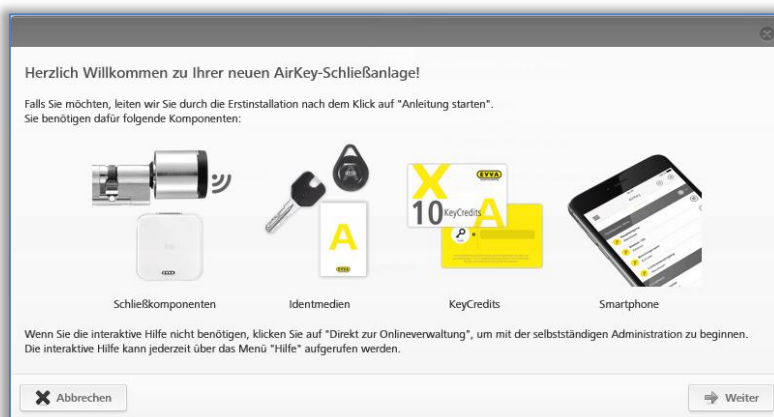 Herzlich Willkommen zu Ihrer neuen AirKey-Schließanlage!
Falls Sie möchten, leiten wir Sie durch die Erstinstallation nach dem Klick auf "Anleitung starten".
Sie benötigen dafür folgende Komponenten:
EVVA
X
10 KeyCredits
A
A
AirKey
Schließkomponenten
Identmedien
KeyCredits
Smartphone
Wenn Sie die interaktive Hilfe nicht benötigen, klicken Sie auf "Direkt zur Onlineverwaltung", um mit der selbstständigen Administration zu beginnen.
Die interaktive Hilfe kann jederzeit über das Menü "Hilfe" aufgerufen werden.
Abbrechen
Weiter